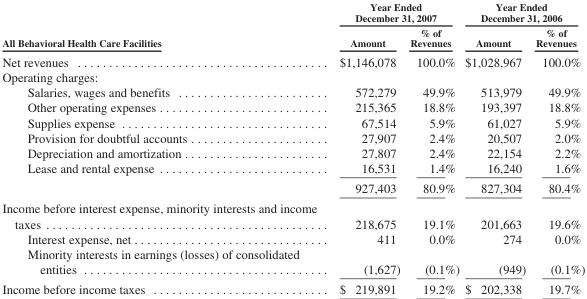 Year Ended Year Ended
December 31, 2007 December 31, 2006
% of % of
All Behavioral Health Care Facilities Amount Revenues Amount Revenues
Net revenues $1,146,078 100.0% $1,028,967 100.0%
Operating charges:
Salaries, wages and benefits 572,279 49.9% 513,979 49.9%
Other operating expenses 215,365 18.8% 193,397 18.8%
Supplies expense 67,514 5.9% 61,027 5.9%
Provision for doubtful accounts 27,907 2.4% 20,507 2.0%
Depreciation and amortization 27,807 2.4% 22,154 2.2%
Lease and rental expense 16,531 1.4% 16,240 1.6%
927,403 80.9% 827,304 80.4%
Income before interest expense, minority interests and income
taxes 218,675 19.1% 201,663 19.6%
Interest expense, net 411 0.0% 274 0.0%
Minority interests in earnings (losses) of consolidated
entities (1,627) (0.1%) (949) (0.1%)
Income before income taxes $ 219,891 19.2% $ 202,338 19.7%